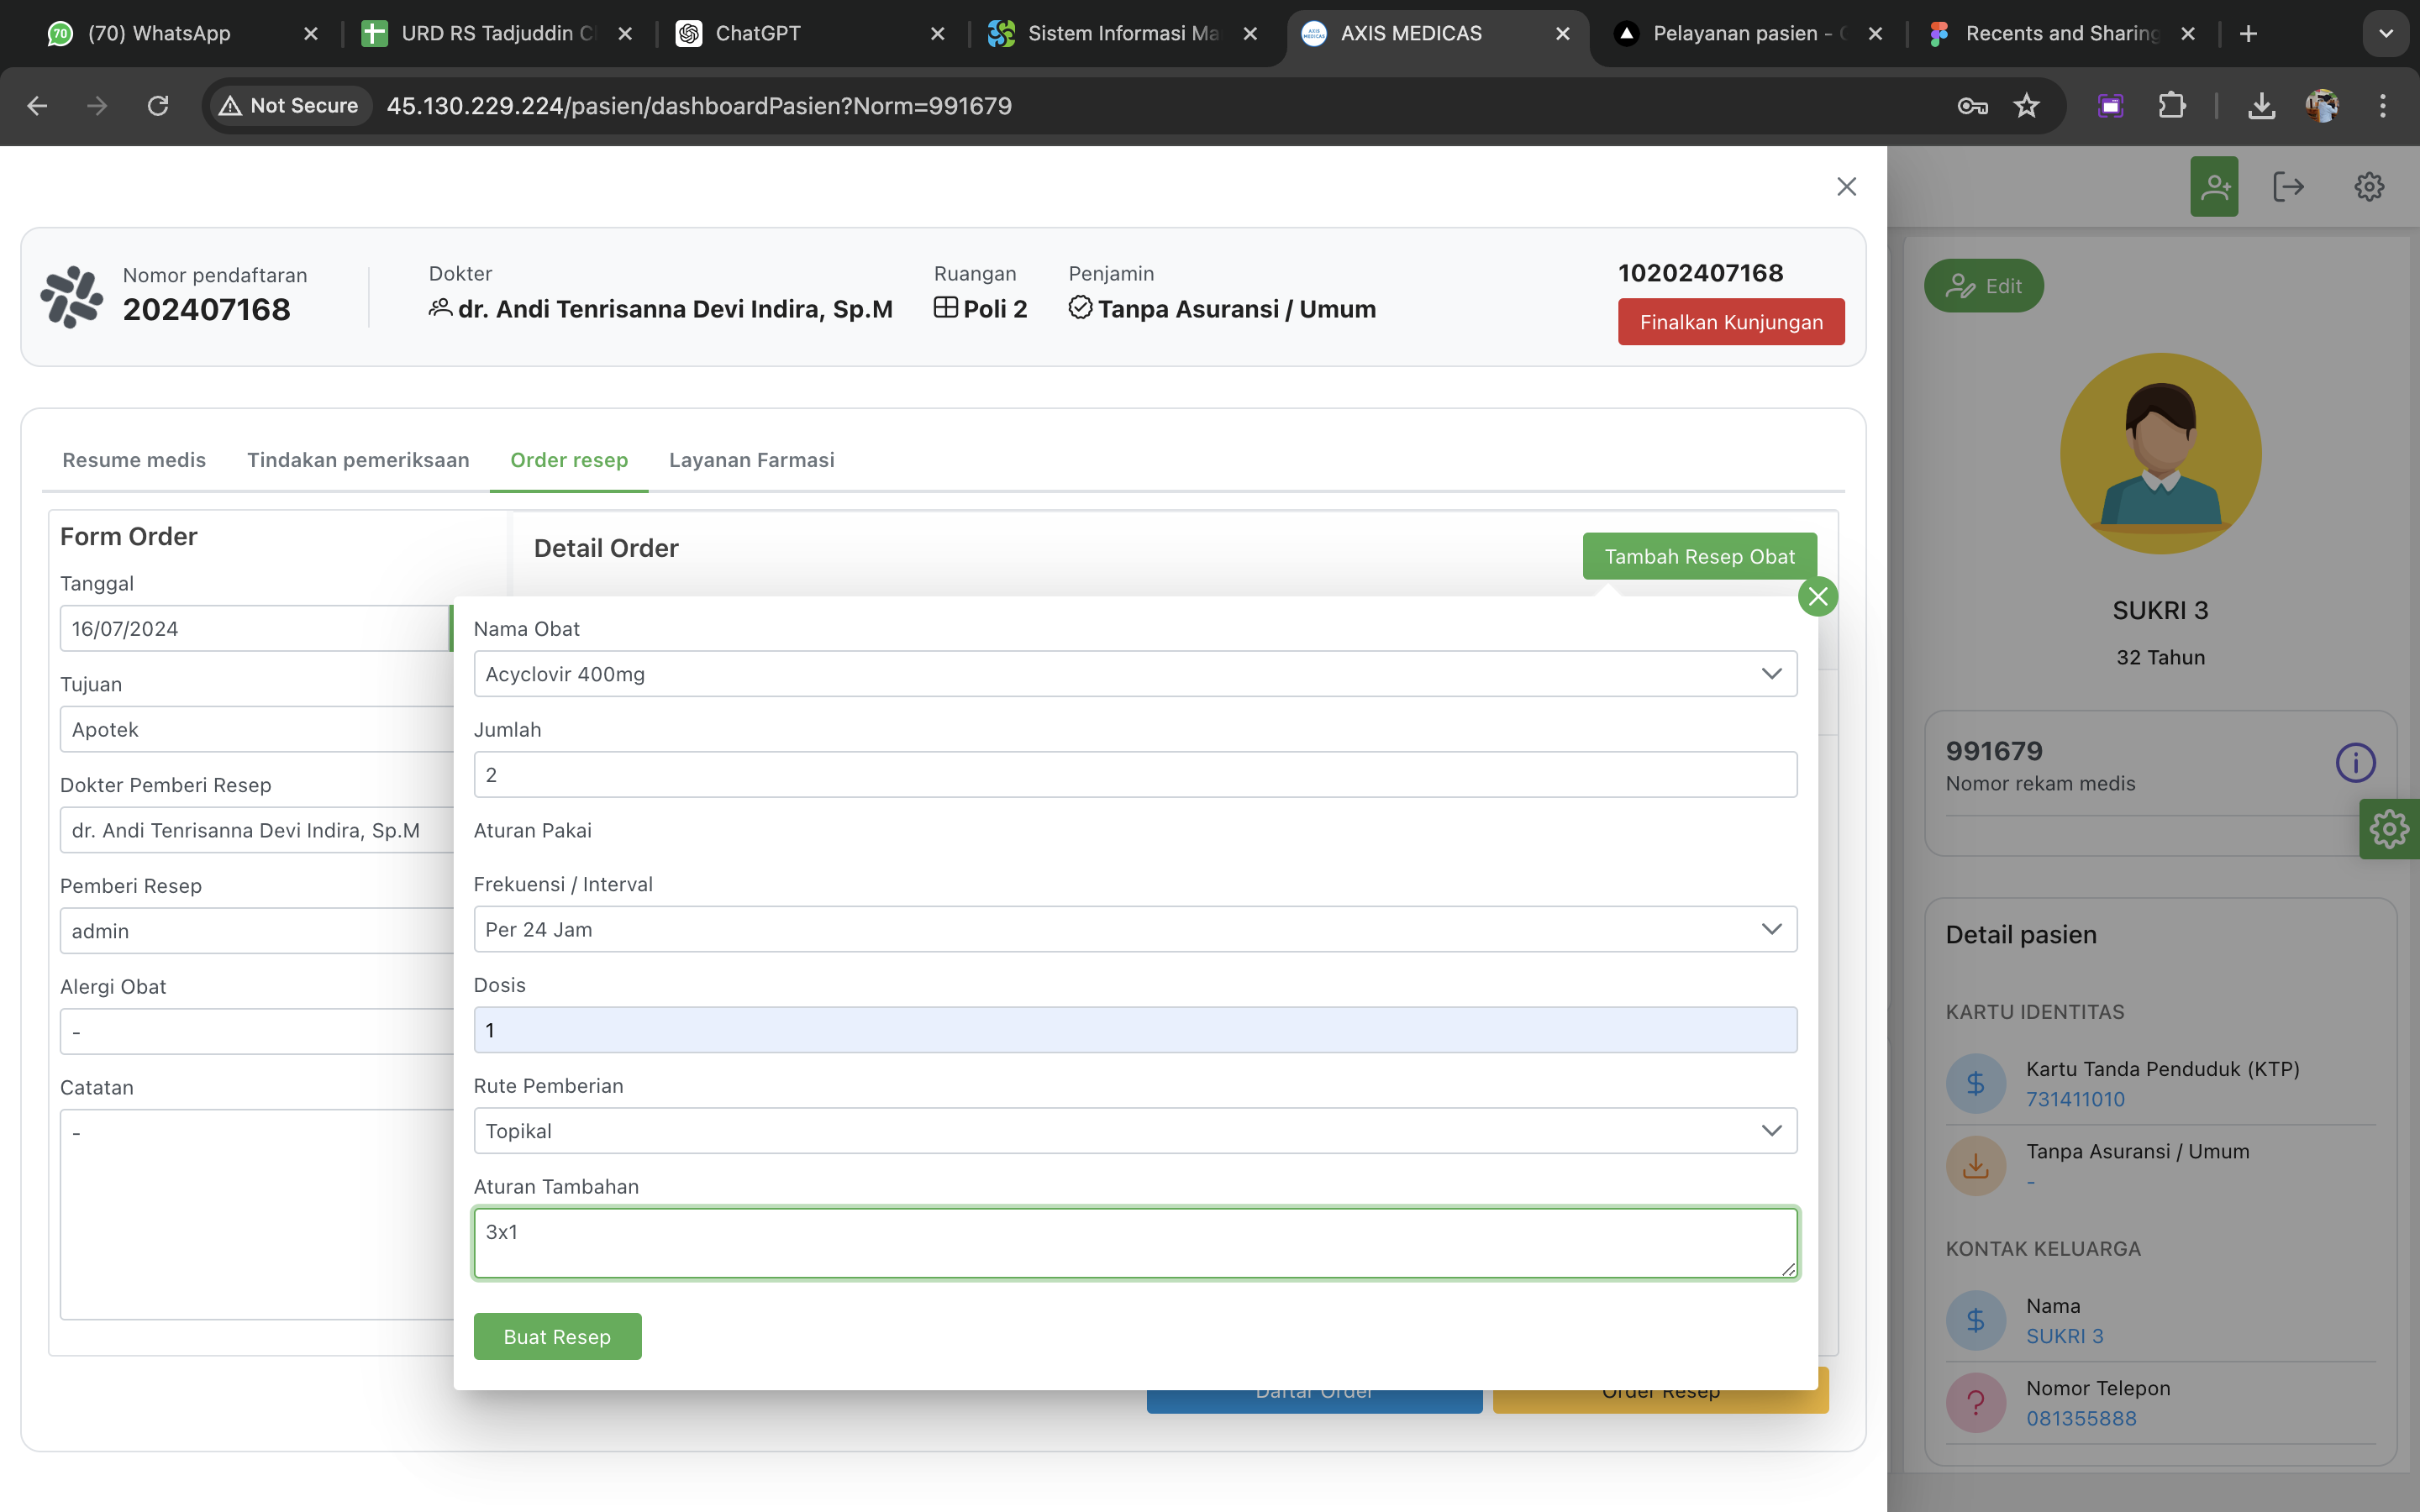 70
(70) WhatsApp
URD RS Tadjuddin C
ChatGPT
Sistem Informasi Ma
AXIS MEDICAS
Pelayanan pasien -
Recents and Sharing
Not Secure
45.130.229.224/pasien/dashboardPasien?Norm=991679
Nomor pendaftaran
202407168
Dokter
dr. Andi Tenrisanna Devi Indira, Sp.M
Ruangan
Poli 2
Penjamin
Tanpa Asuransi / Umum
10202407168
Finalkan Kunjungan
Resume medis
Tindakan pemeriksaan
Order resep
Layanan Farmasi
Form Order
Tanggal
16/07/2024
Tujuan
Apotek
Dokter Pemberi Resep
dr. Andi Tenrisanna Devi Indira, Sp.M
Pemberi Resep
admin
Alergi Obat
-
Catatan
-
Detail Order
Tambah Resep Obat
Nama Obat
Acyclovir 400mg
Jumlah
2
Aturan Pakai
Frekuensi / Interval
Per 24 Jam
Dosis
1
Rute Pemberian
Topikal
Aturan Tambahan
3x1
Buat Resep
Daftar Order
Order Resep
Edit
SUKRI 3
32 Tahun
991679
Nomor rekam medis
Detail pasien
KARTU IDENTITAS
Kartu Tanda Penduduk (KTP)
731411010
Tanpa Asuransi / Umum
-
KONTAK KELUARGA
Nama
SUKRI 3
Nomor Telepon
081355888